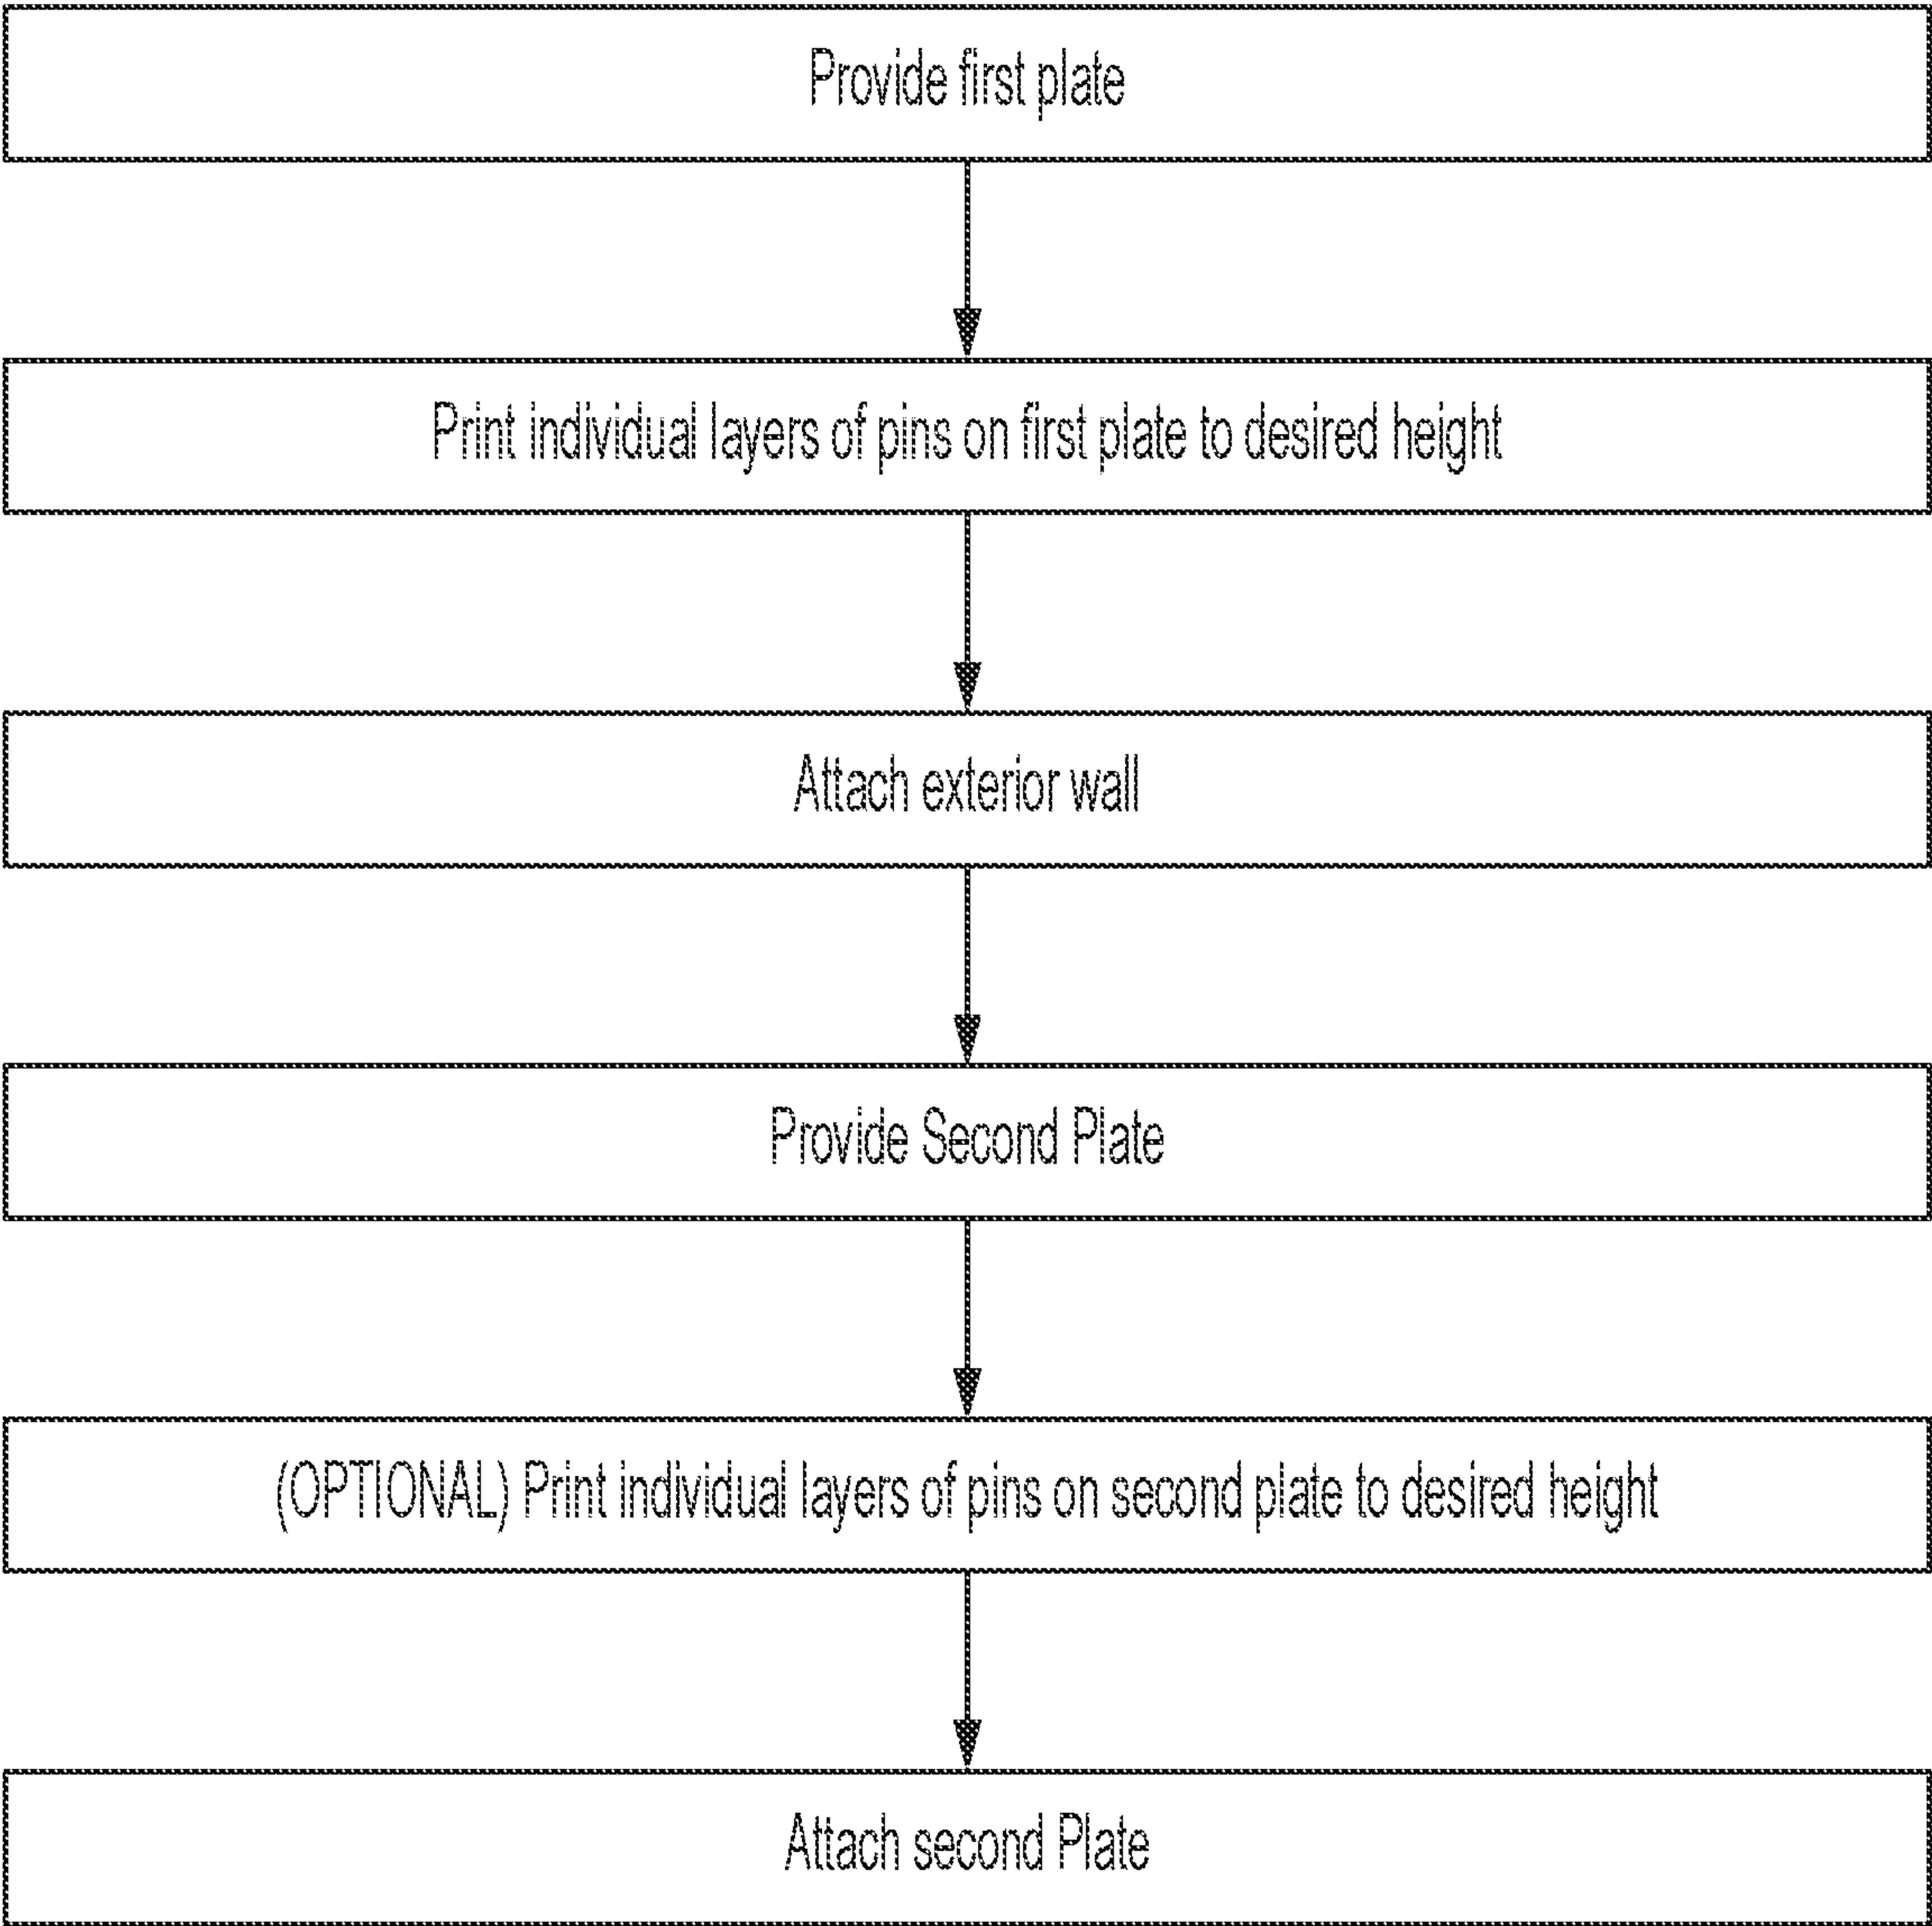 Provide first plate
Print individual layers of pins on first plate to desired height
Attach exterior wall
Provide Second Plate
(OPTIONAL) Print individual layers of pins on second plate to desired height
Attach second Plate